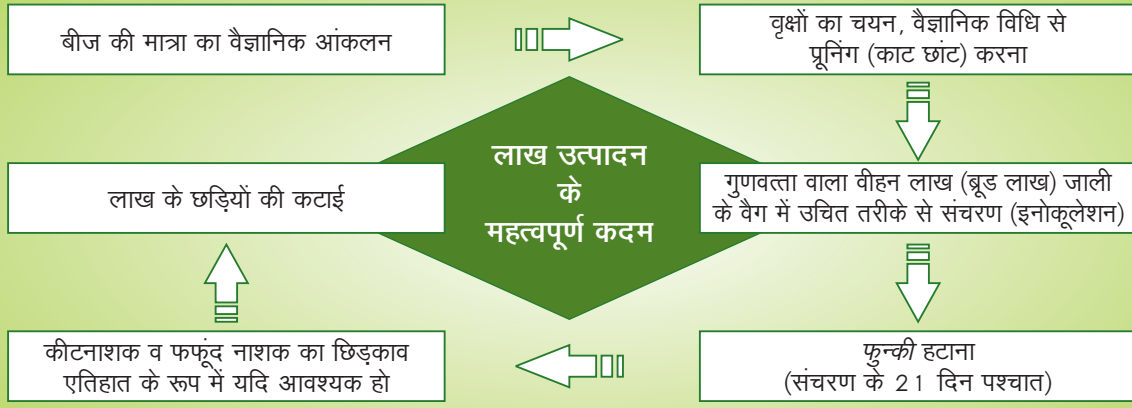 बीज की मात्रा का वैज्ञानिक आंकलन
वृक्षों का चयन, वैज्ञानिक विधि से
प्रूनिंग (काट छांट) करना
लाख उत्पादन
के
महत्वपूर्ण कदम
गुणवत्ता वाला वीहन लाख (ब्रूड लाख) जाली
के वैग में उचित तरीके से संचरण (इनोकूलेशन)
फुन्की हटाना
(संचरण के 21 दिन पश्चात)
कीटनाशक व फफूंद नाशक का छिड़काव
एतिहात के रूप में यदि आवश्यक हो
लाख के छड़ियों की कटाई